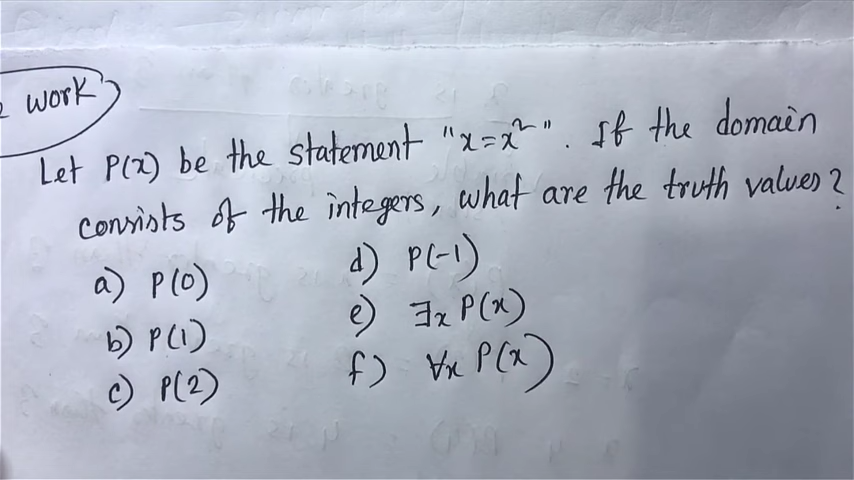 work
Let P(x) be the statement "x=x²". If the domain
consists of the integers, what are the truth values?
a) P(0)
b) P(1)
c) P(2)
d) P(-1)
e) ∃x P(x)
f) ∀x P(x)